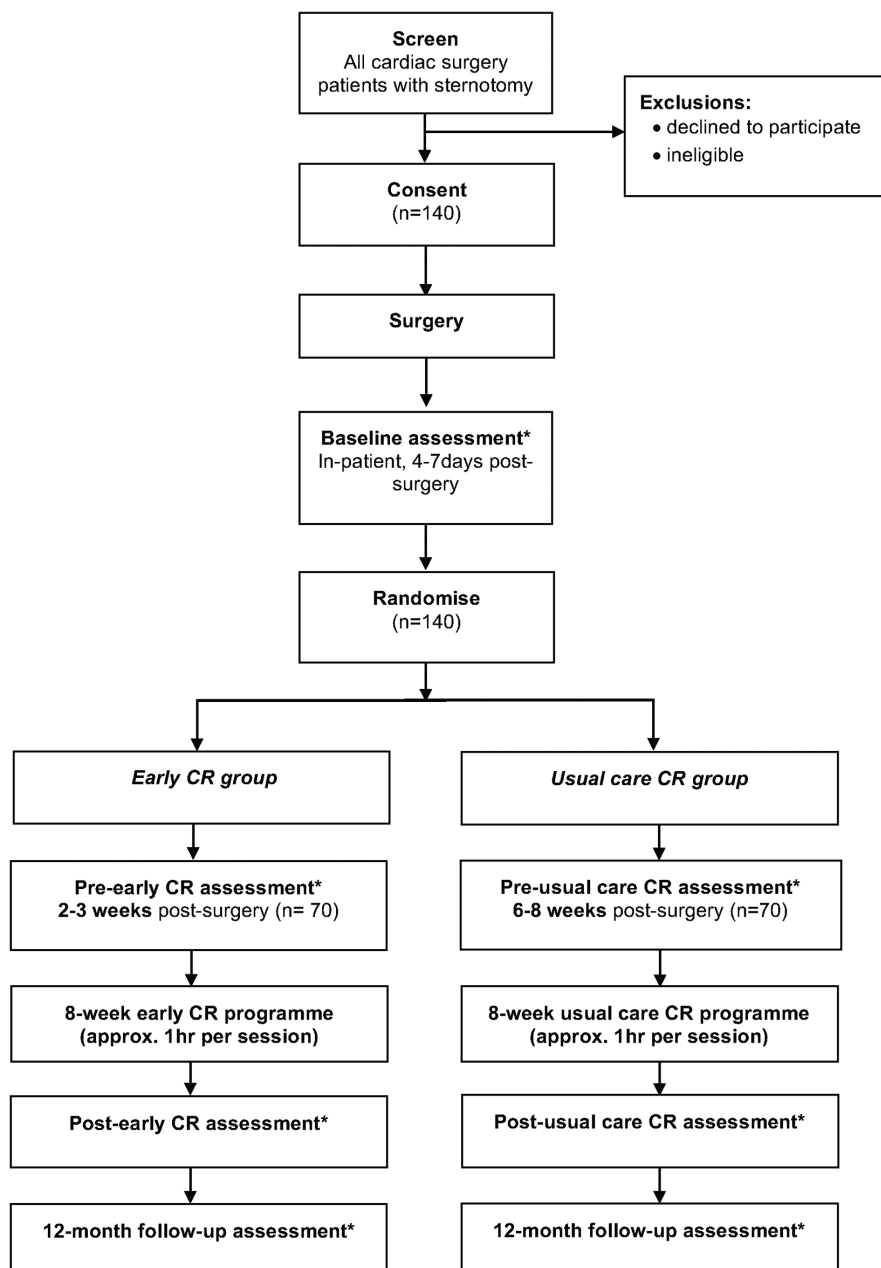 Screen
All cardiac surgery
patients with sternotomy
Exclusions:
• declined to participate
• ineligible
Consent
(n=140)
Surgery
Baseline assessment*
In-patient, 4-7days post-
surgery
Randomise
(n=140)
Early CR group
Usual care CR group
Pre-early CR assessment*
2-3 weeks post-surgery (n= 70)
Pre-usual care CR assessment*
6-8 weeks post-surgery (n=70)
8-week early CR programme
(approx. 1hr per session)
8-week usual care CR programme
(approx. 1hr per session)
Post-early CR assessment*
Post-usual care CR assessment*
12-month follow-up assessment*
12-month follow-up assessment*